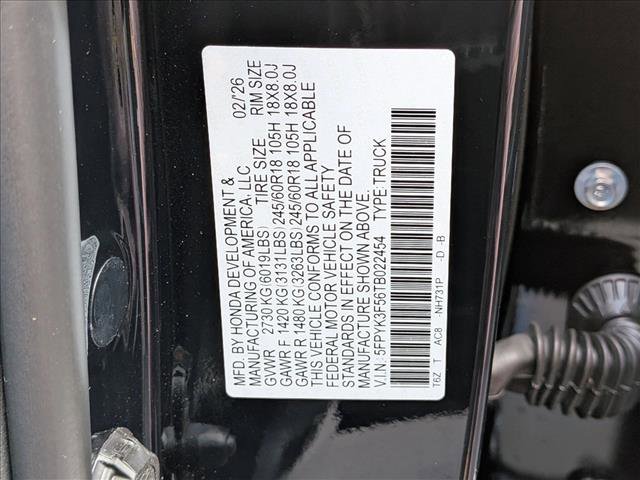 MFD. BY HONDA DEVELOPMENT & 02/'26
MANUFACTURING OF AMERICA, LLC
GVWR 2730 KG(6019LBS) TIRE SIZE RIM SIZE
GAWR F 1420 KG(3131LBS) 245/60R18 105H 18X8.0J
GAWR R 1480 KG(3263LBS) 245/60R18 105H 18X8.0J
THIS VEHICLE CONFORMS TO ALL APPLICABLE
FEDERAL MOTOR VEHICLE SAFETY
STANDARDS IN EFFECT ON THE DATE OF
MANUFACTURE SHOWN ABOVE.
V.I.N: 5FPYK3F56TB022454 TYPE:TRUCK
T6Z T AC8 -NH731P -D -B